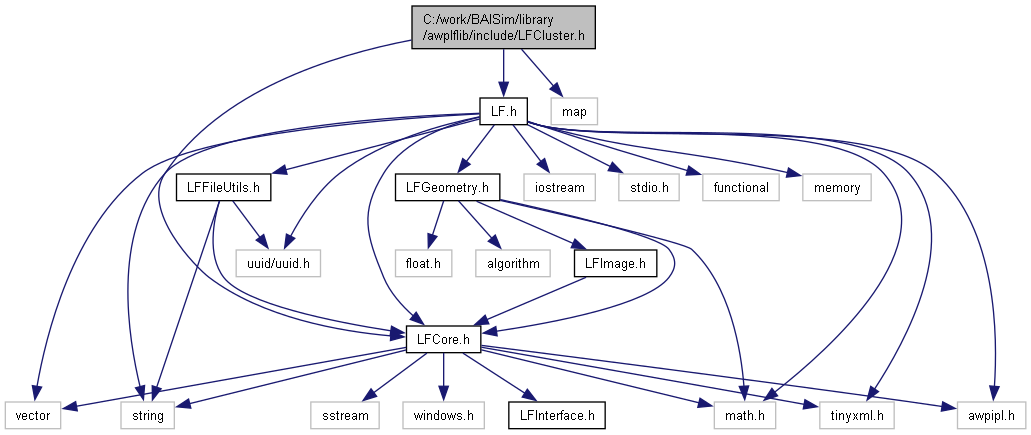 C:/work/BAISim/library
/awplflib/include/LFCluster.h
LF.h
map
LFFileUtils.h
LFGeometry.h
iostream
stdio.h
functional
memory
uuid/uuid.h
float.h
algorithm
LFImage.h
LFCore.h
vector
string
sstream
windows.h
LFInterface.h
math.h
tinyxml.h
awpipl.h